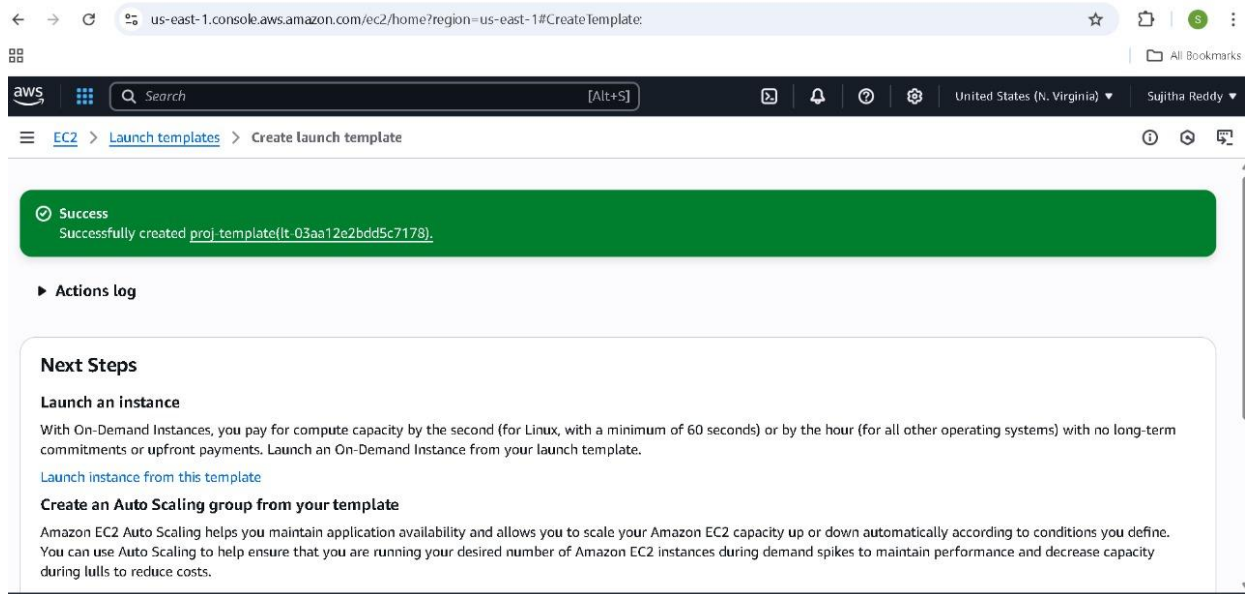 us-east-1.console.aws.amazon.com/ec2/home?region=us-east-1#CreateTemplate:
S
All Bookmarks
aws
Search
[Alt+S]
United States (N. Virginia)
Sujitha Reddy
EC2 > Launch templates > Create launch template
Success
Successfully created proj-template(lt-03aa12e2bdd5c7178).
Actions log
Next Steps
Launch an instance
With On-Demand Instances, you pay for compute capacity by the second (for Linux, with a minimum of 60 seconds) or by the hour (for all other operating systems) with no long-term
commitments or upfront payments. Launch an On-Demand Instance from your launch template.
Launch instance from this template
Create an Auto Scaling group from your template
Amazon EC2 Auto Scaling helps you maintain application availability and allows you to scale your Amazon EC2 capacity up or down automatically according to conditions you define.
You can use Auto Scaling to help ensure that you are running your desired number of Amazon EC2 instances during demand spikes to maintain performance and decrease capacity
during lulls to reduce costs.